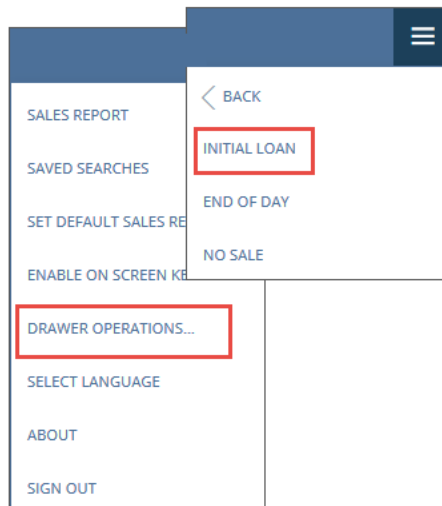 SALES REPORT
SAVED SEARCHES
SET DEFAULT SALES RE
ENABLE ON SCREEN KE
DRAWER OPERATIONS...
SELECT LANGUAGE
ABOUT
SIGN OUT
BACK
INITIAL LOAN
END OF DAY
NO SALE